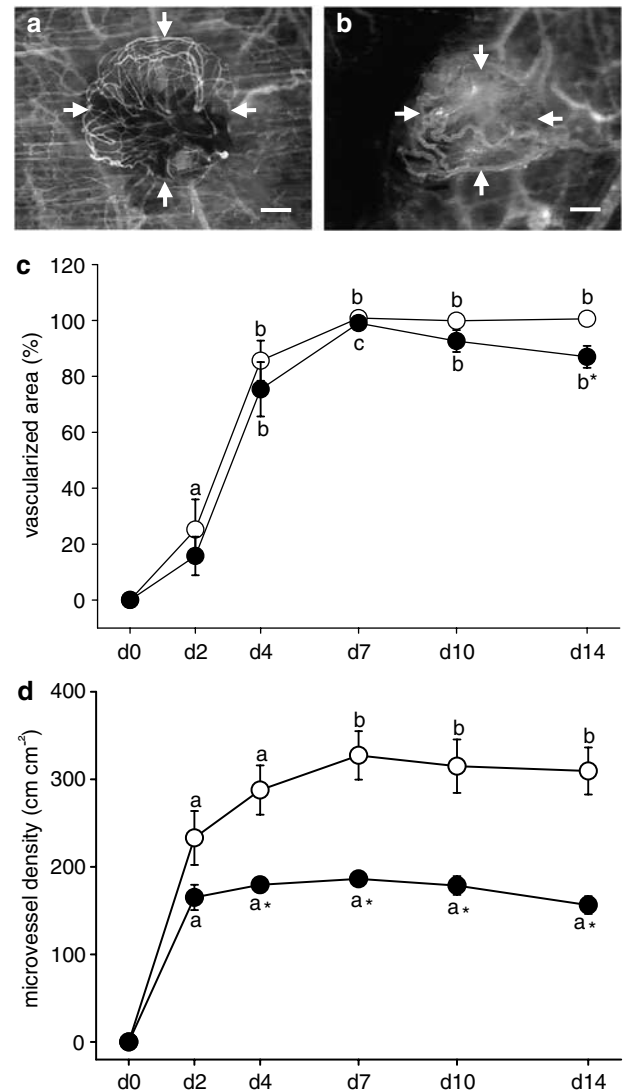 a
b
c
vascularized area (%)
120
100
80
60
40
20
0
b
b
b
b
a
c
b
b*
b
d0 d2 d4 d7 d10 d14
d
microvessel density (cm cm⁻²)
400
300
200
100
0
b
b
b
a
a
a
a*
a*
a*
a*
d0 d2 d4 d7 d10 d14